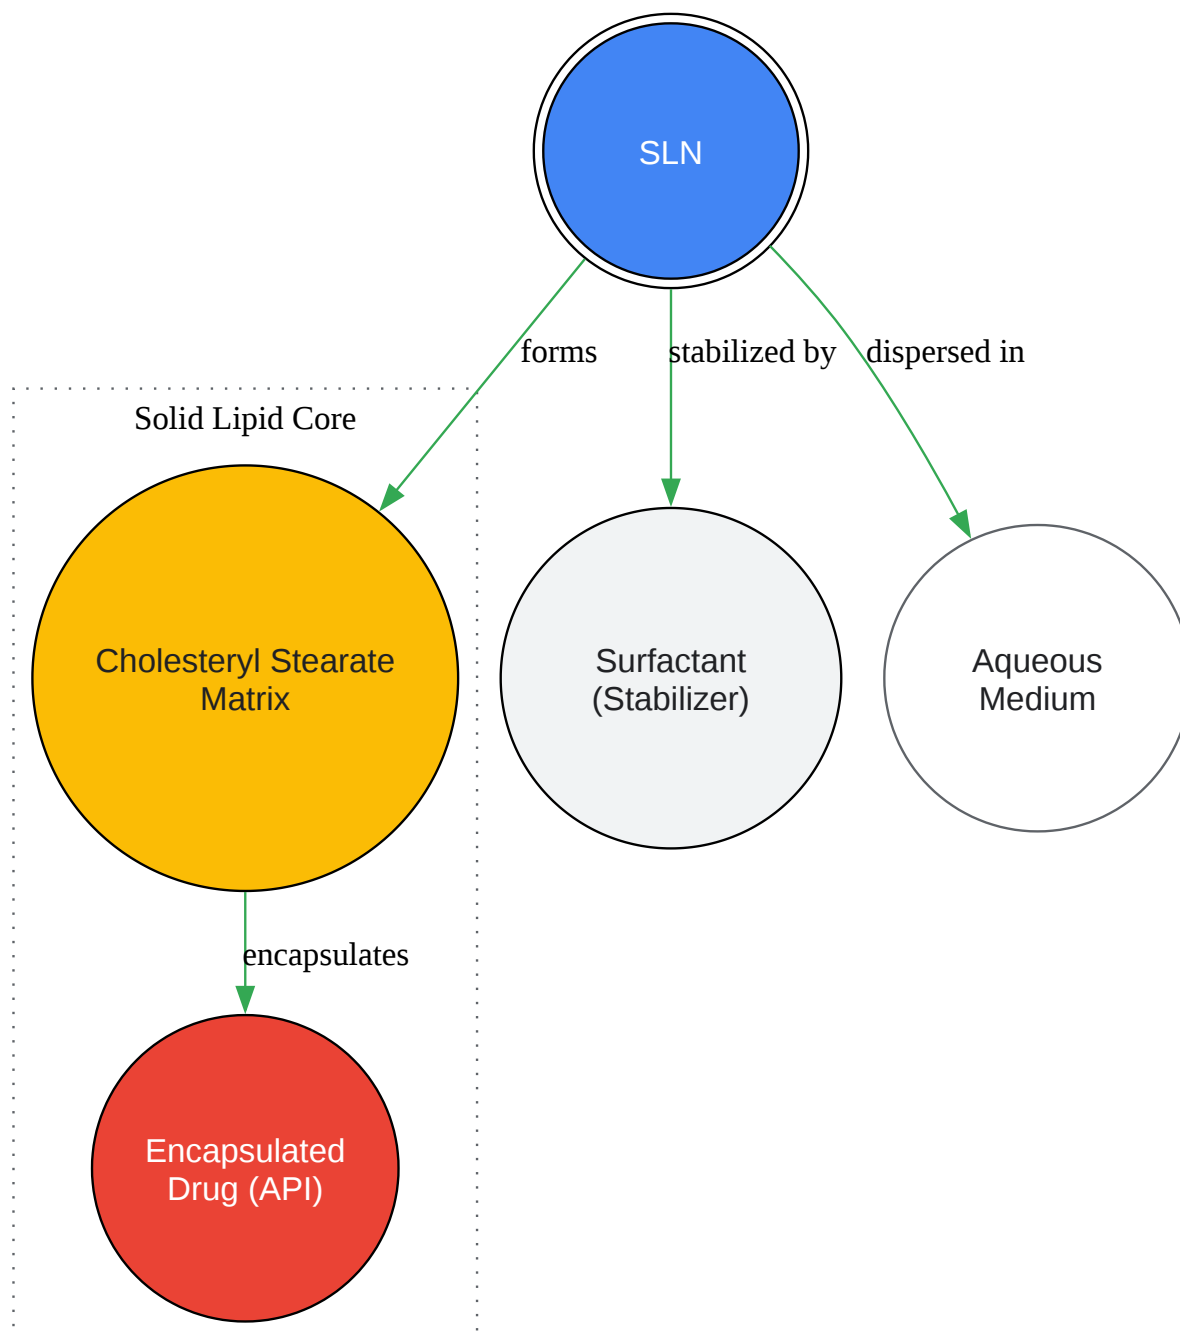 SLN
forms
stabilized by
dispersed in
Solid Lipid Core
Cholesteryl Stearate
Matrix
Surfactant
(Stabilizer)
Aqueous
Medium
encapsulates
Encapsulated
Drug (API)